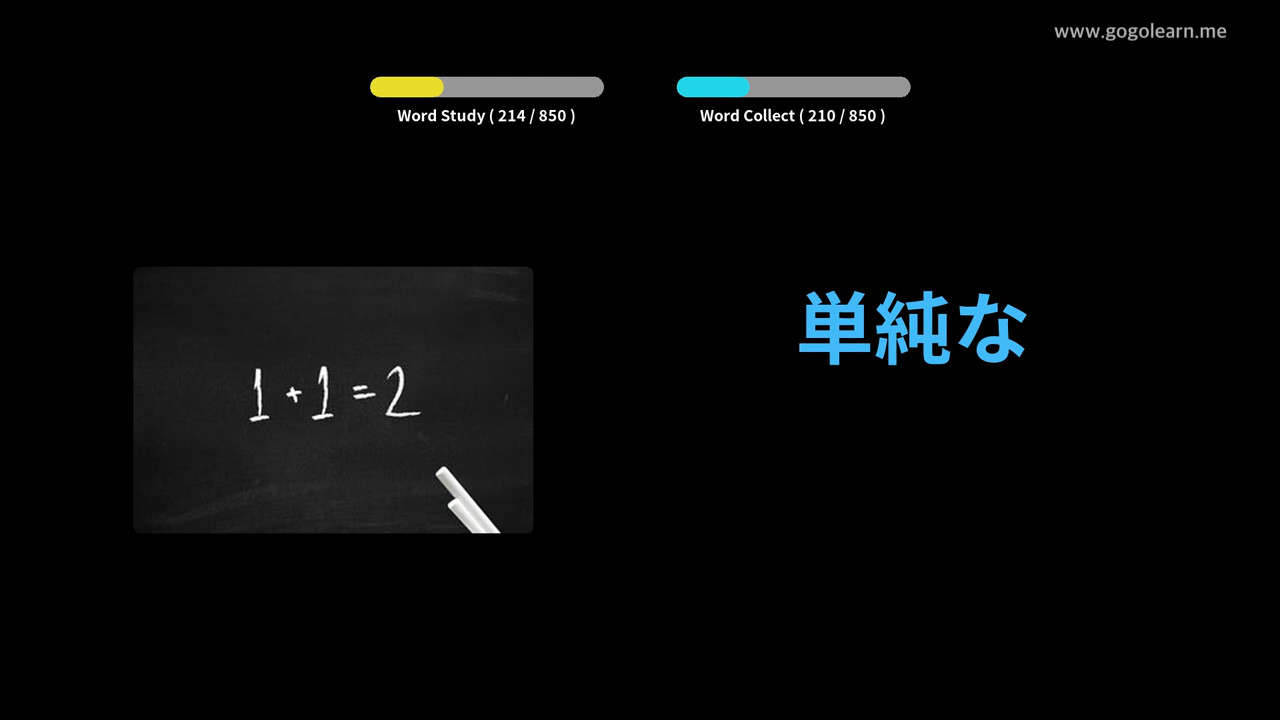 www.gogolearn.me
Word Study ( 214 / 850 )
Word Collect ( 210 / 850 )
1 + 1 = 2
単純な